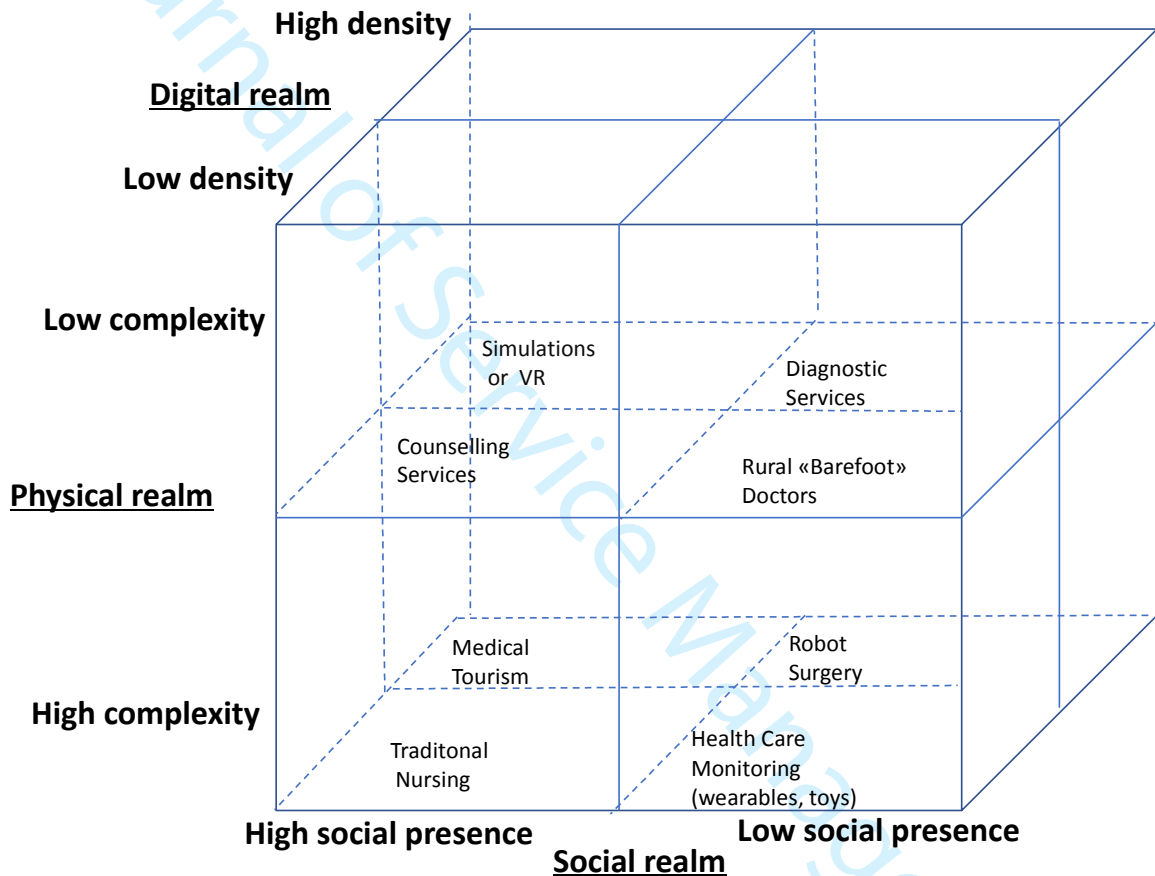 High density
Digital realm
Low density
Low complexity
Simulations
or VR
Diagnostic
Services
Counselling
Services
Rural «Barefoot»
Doctors
Physical realm
Medical
Tourism
Robot
Surgery
High complexity
Traditonal
Nursing
Health Care
Monitoring
(wearables, toys)
High social presence
Low social presence
Social realm
of Service